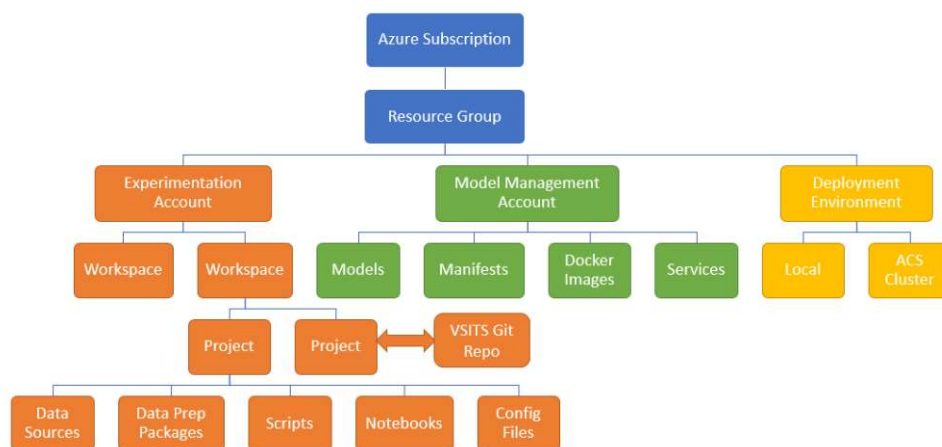 Azure Subscription
Resource Group
Experimentation
Account
Model Management
Account
Deployment
Environment
Workspace
Workspace
Models
Manifests
Docker
Images
Services
Local
ACS
Cluster
Project
Project
VSITS Git
Repo
Data
Sources
Data Prep
Packages
Scripts
Notebooks
Config
Files